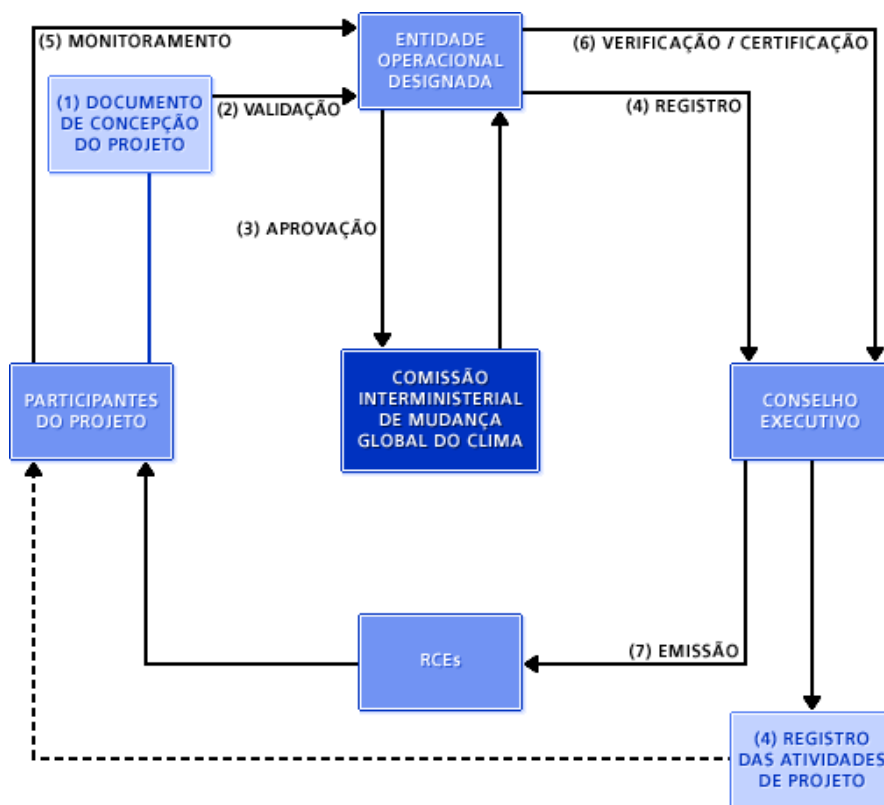 (5) MONITORAMENTO
ENTIDADE
OPERACIONAL
DESIGNADA
(6) VERIFICAÇÃO / CERTIFICAÇÃO
(1) DOCUMENTO
DE CONCEPÇÃO
DO PROJETO
(2) VALIDAÇÃO
(4) REGISTRO
(3) APROVAÇÃO
PARTICIPANTES
DO PROJETO
COMISSÃO
INTERMINISTERIAL
DE MUDANÇA
GLOBAL DO CLIMA
CONSELHO
EXECUTIVO
RCEs
(7) EMISSÃO
(4) REGISTRO
DAS ATIVIDADES
DE PROJETO